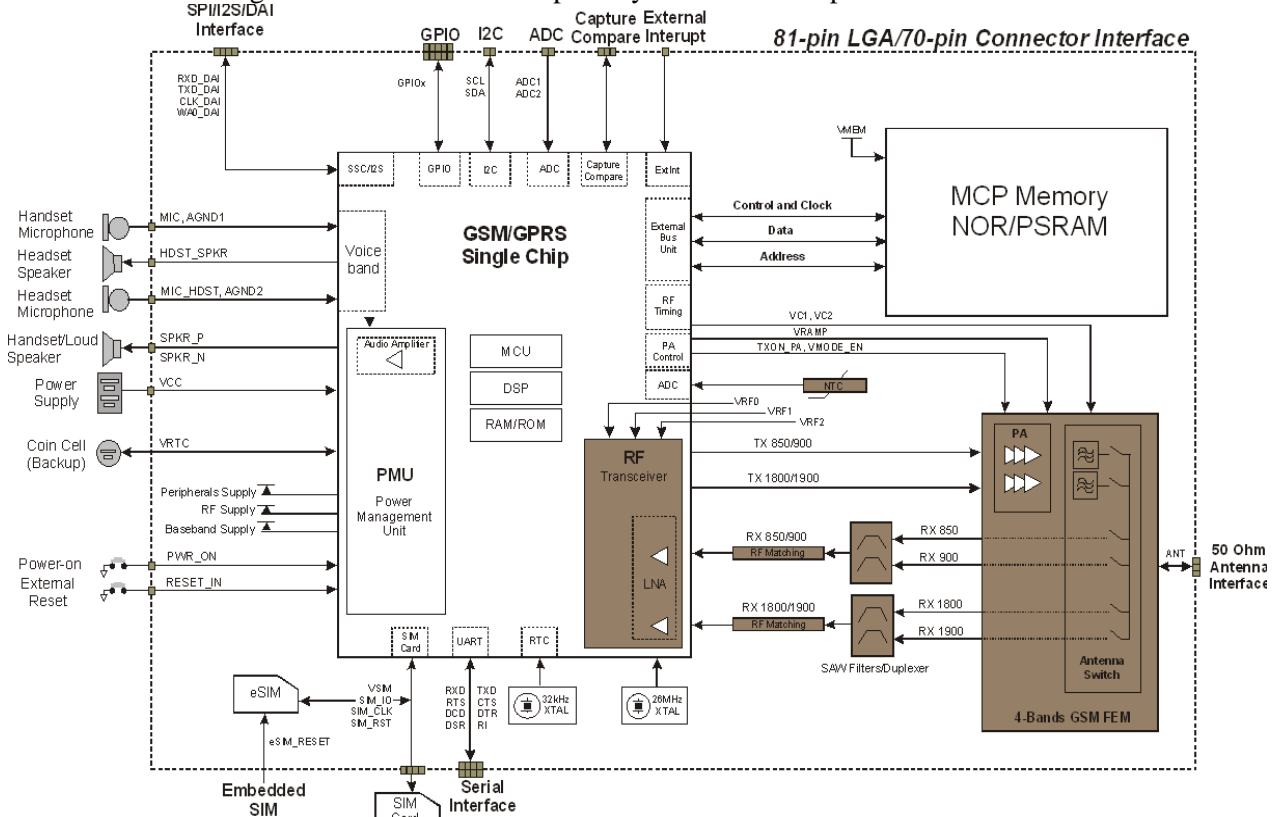 SPI/I2S/DAI
Interface
GPIO
I2C
ADC
Capture
Compare
External
Interupt
81-pin LGA/70-pin Connector Interface
RXD_DAI
TXD_DAI
CLK_DAI
WA0_DAI
GPIOx
SCL
SDA
ADC1
ADC2
VMEM
SSC/I2S
GPIO
I2C
ADC
Capture
Compare
ExtInt
MCP Memory
NOR/PSRAM
Handset
Microphone
MIC, AGND1
Headset
Speaker
HDST_SPKR
Headset
Microphone
MIC_HDST, AGND2
Handset/Loud
Speaker
SPKR_P
SPKR_N
Power
Supply
VCC
Coin Cell
(Backup)
VRTC
Peripherals Supply
RF Supply
Baseband Supply
Power-on
PWR_ON
External
Reset
RESET_IN
Voice
band
GSM/GPRS
Single Chip
External
Bus
Unit
Control and Clock
Data
Address
RF
Timing
VC1, VC2
VRAMP
PA
Control
TXON_PA, VMODE_EN
ADC
NTC
Audio Amplifier
MCU
DSP
RAM/ROM
PMU
Power
Management
Unit
VRF0
VRF1
VRF2
RF
Transceiver
LNA
TX 850/900
TX 1800/1900
RX 850/900
RF Matching
RX 1800/1900
RF Matching
RX 850
RX 900
RX 1800
RX 1900
SAW Filters/Duplexer
PA
Antenna
Switch
4-Bands GSM FEM
ANT
50 Ohm
Antenna
Interface
SIM
Card
UART
RTC
eSIM
VSIM
SIM_IO
SIM_CLK
SIM_RST
RXD
RTS
DCD
DSR
TXD
CTS
DTR
RI
32kHz
XTAL
26MHz
XTAL
eSIM_RESET
Embedded
SIM
SIM
Serial
Interface